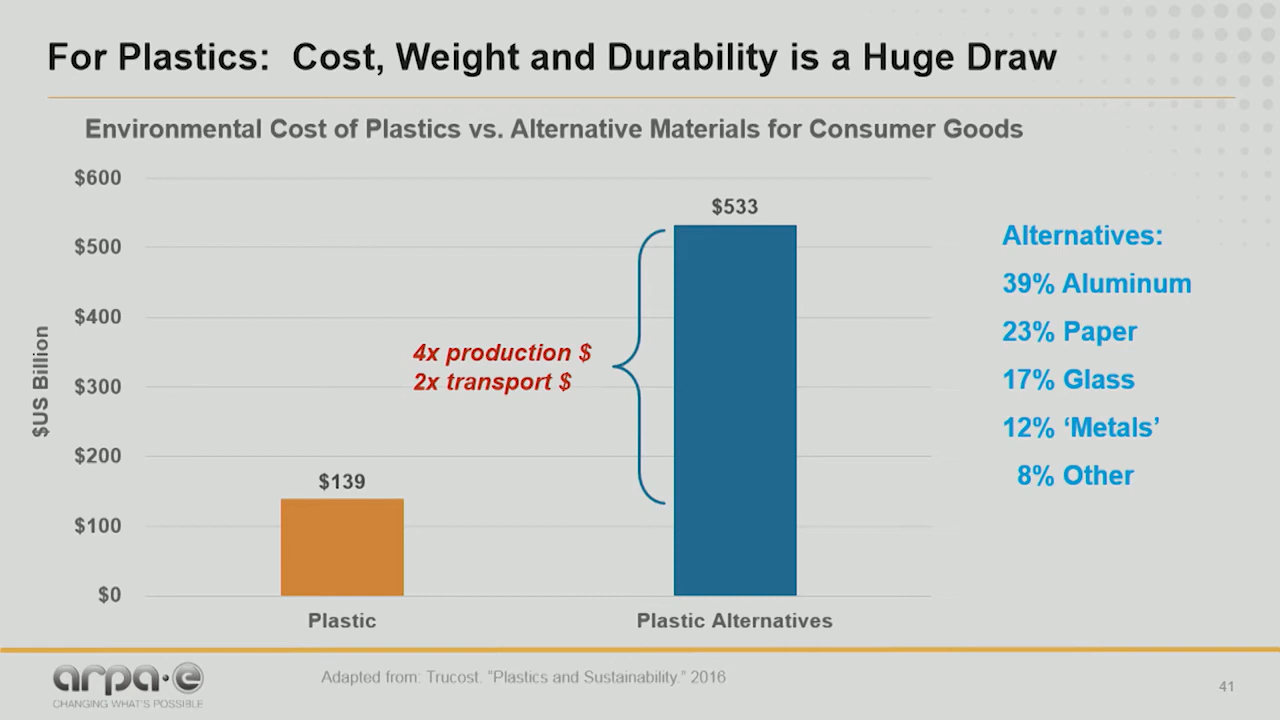 For Plastics: Cost, Weight and Durability is a Huge Draw
Environmental Cost of Plastics vs. Alternative Materials for Consumer Goods
$US Billion
$600
$500
$400
$300
$200
$100
$0
$139
$533
4x production $
2x transport $
Plastic
Plastic Alternatives
Alternatives:
39% Aluminum
23% Paper
17% Glass
12% ‘Metals’
8% Other
arpa·e
CHANGING WHAT'S POSSIBLE
Adapted from: Trucost. "Plastics and Sustainability." 2016
41